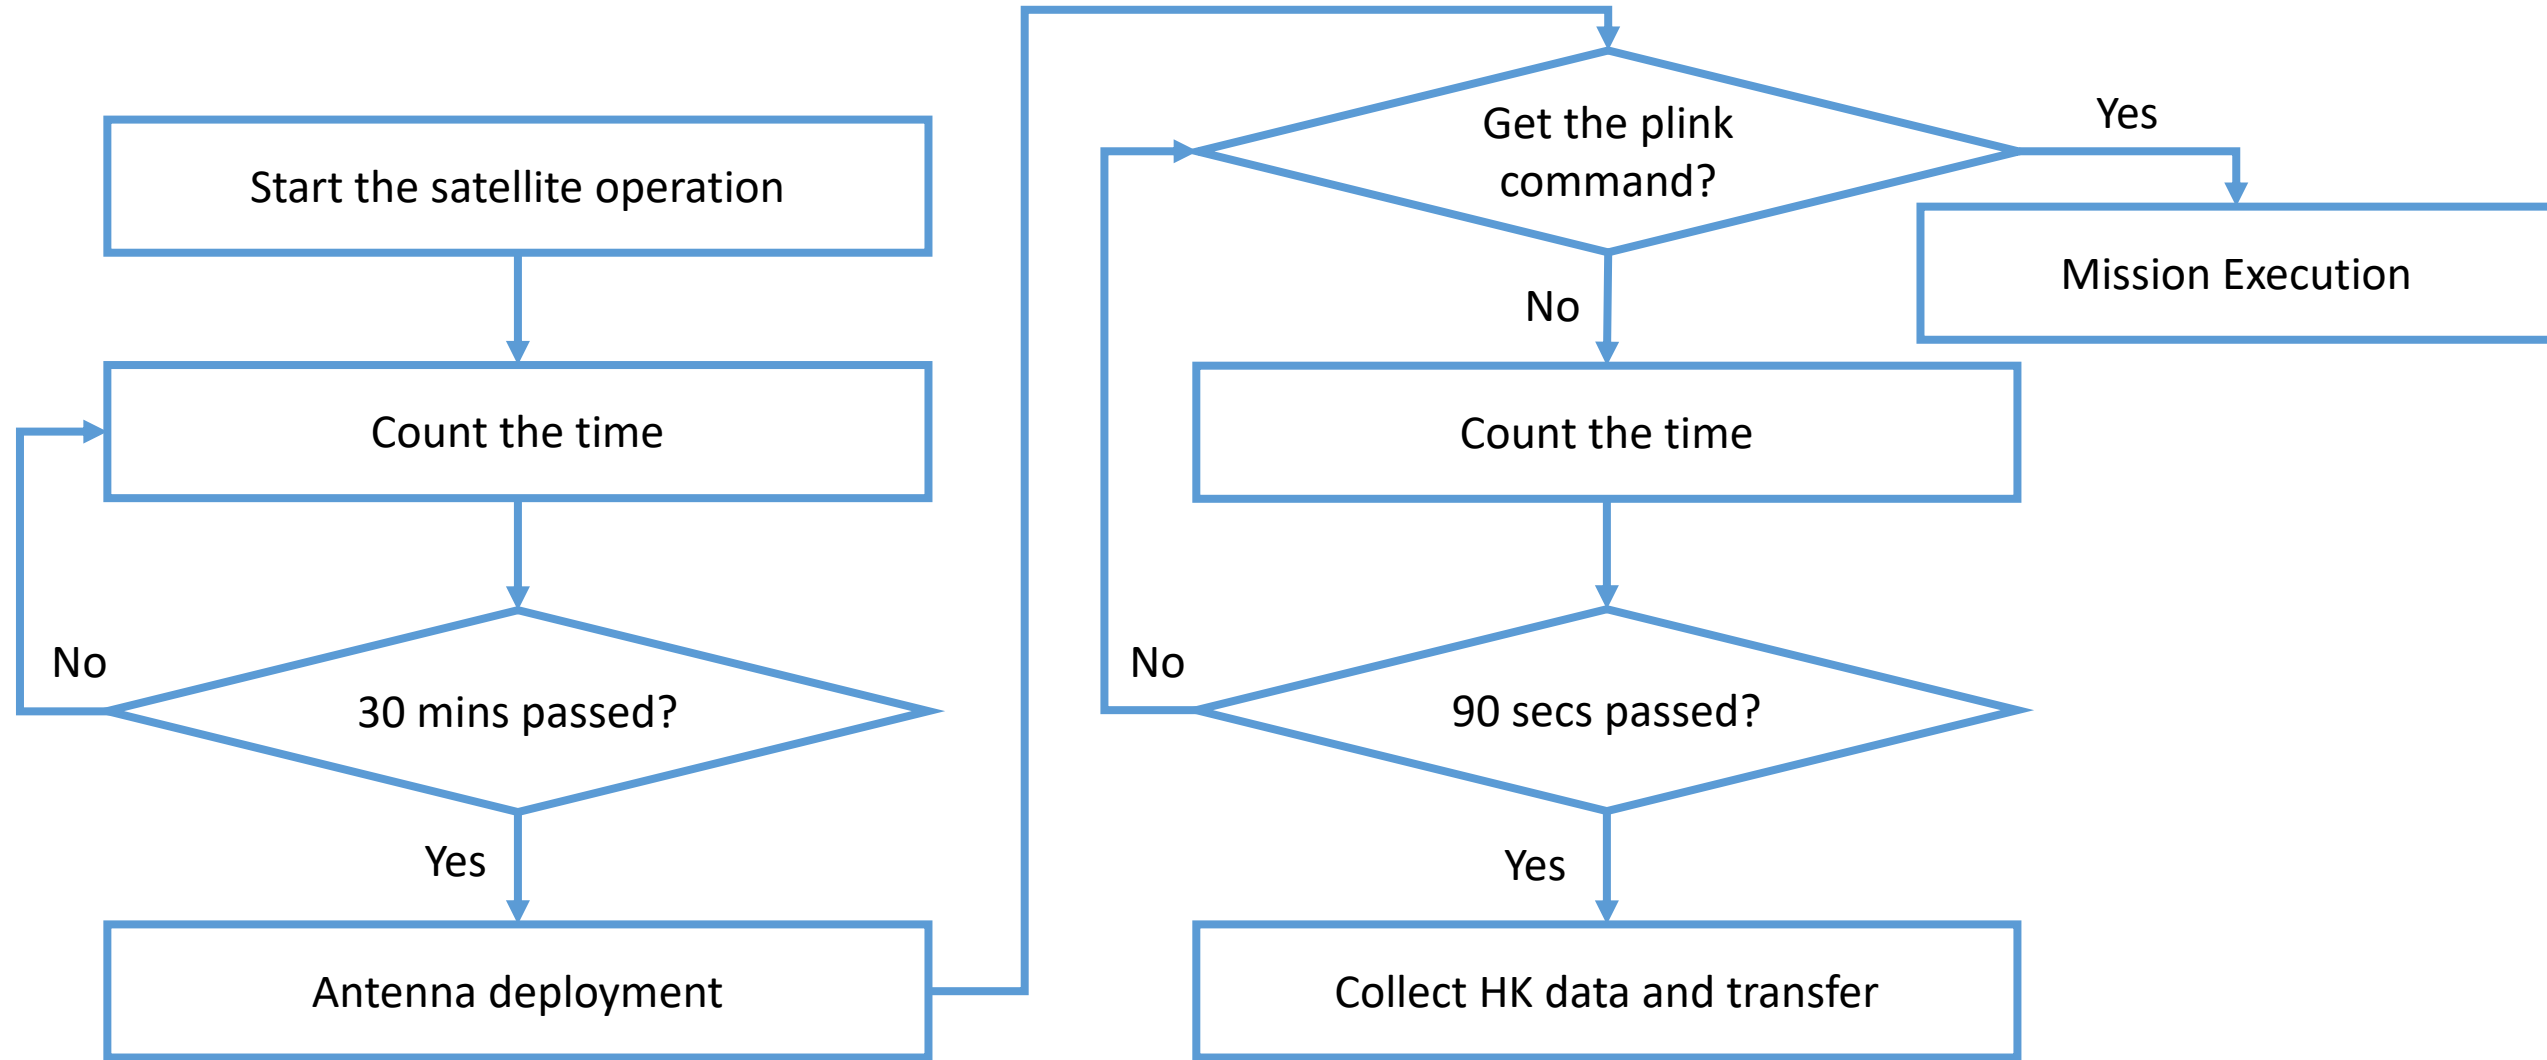 Start the satellite operation
Count the time
No
30 mins passed?
Yes
Antenna deployment
Get the plink
command?
Yes
Mission Execution
No
Count the time
No
90 secs passed?
Yes
Collect HK data and transfer